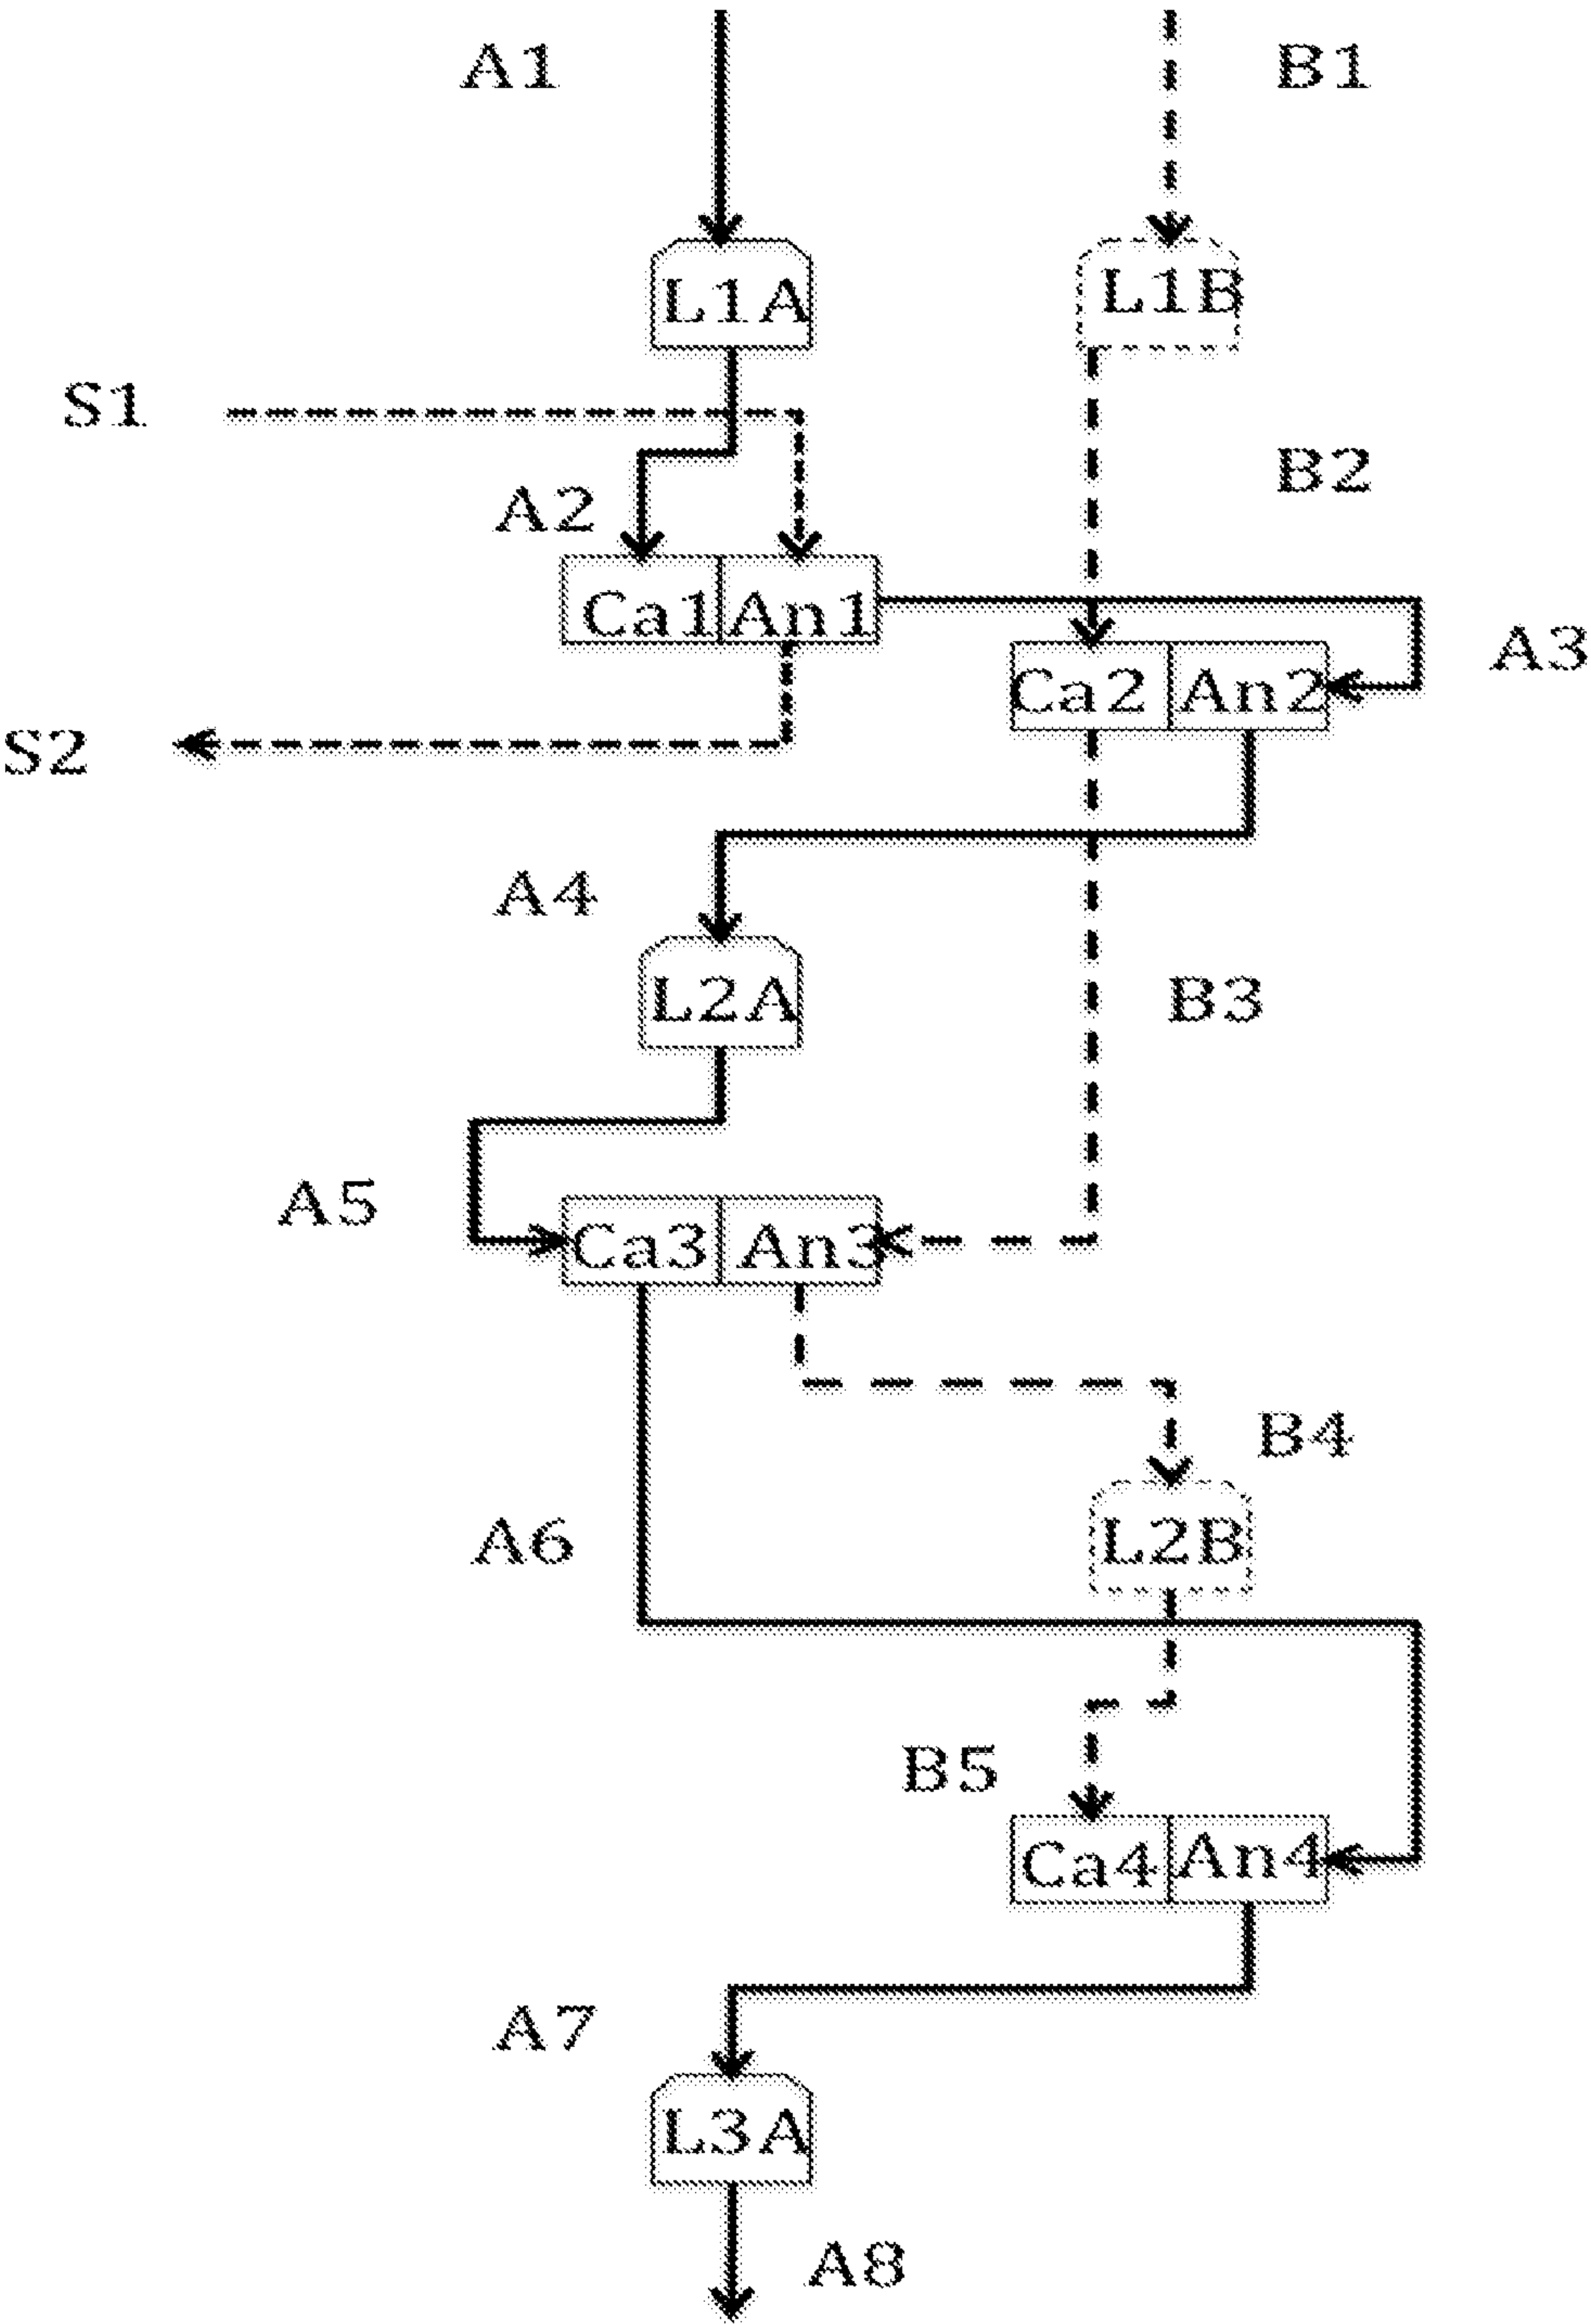 A1
B1
L1A
L1B
S1
B2
A2
Ca1 An1
A3
Ca2 An2
S2
A4
L2A
B3
A5
Ca3 An3
B4
A6
L2B
B5
Ca4 An4
A7
L3A
A8